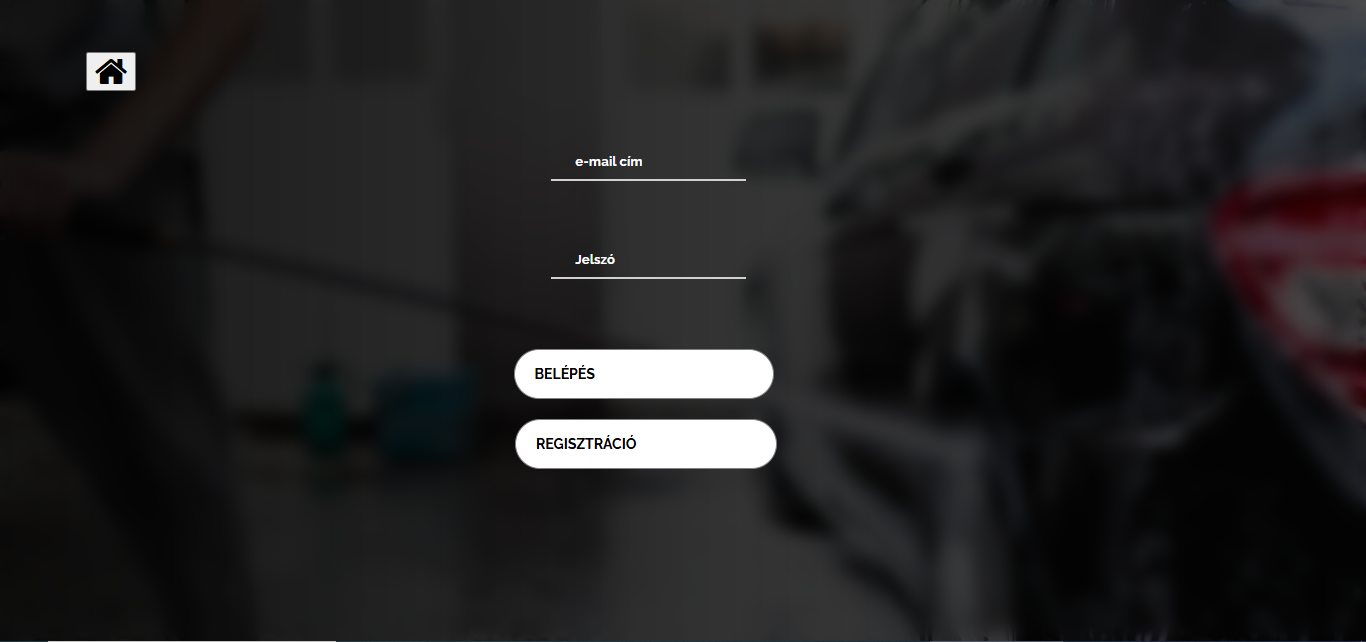 e-mail cím
Jelszó
BELÉPÉS
REGISZTRÁCIÓ